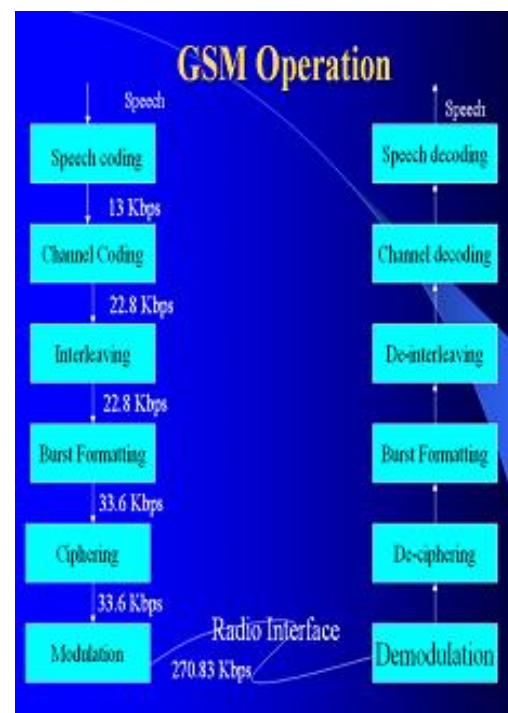 GSM Operation
Speech
Speech coding
13 Kbps
Channel Coding
22.8 Kbps
Interleaving
22.8 Kbps
Burst Formatting
33.6 Kbps
Ciphering
33.6 Kbps
Modulation
Radio Interface
270.83 Kbps
Speech
Speech decoding
Channel decoding
De-interleaving
Burst Formatting
De-ciphering
Demodulation